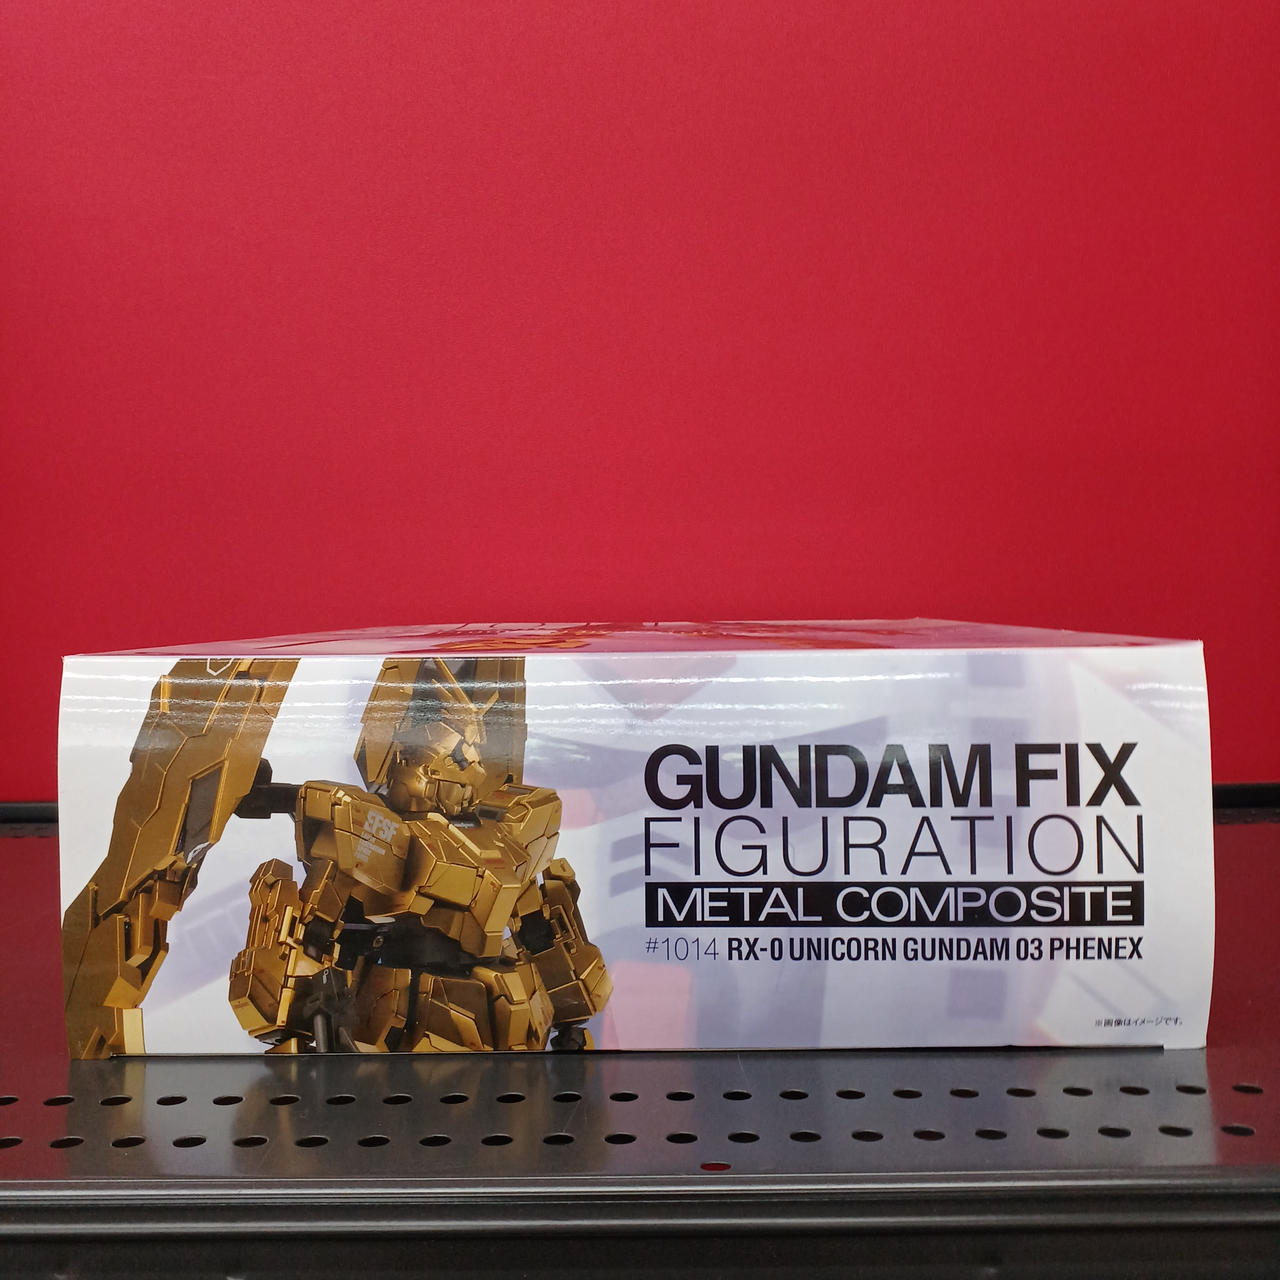 GUNDAM FIX
FIGURATION
METAL COMPOSITE
#1014 RX-0 UNICORN GUNDAM 03 PHENEX
※画像はイメージです。
EFSF